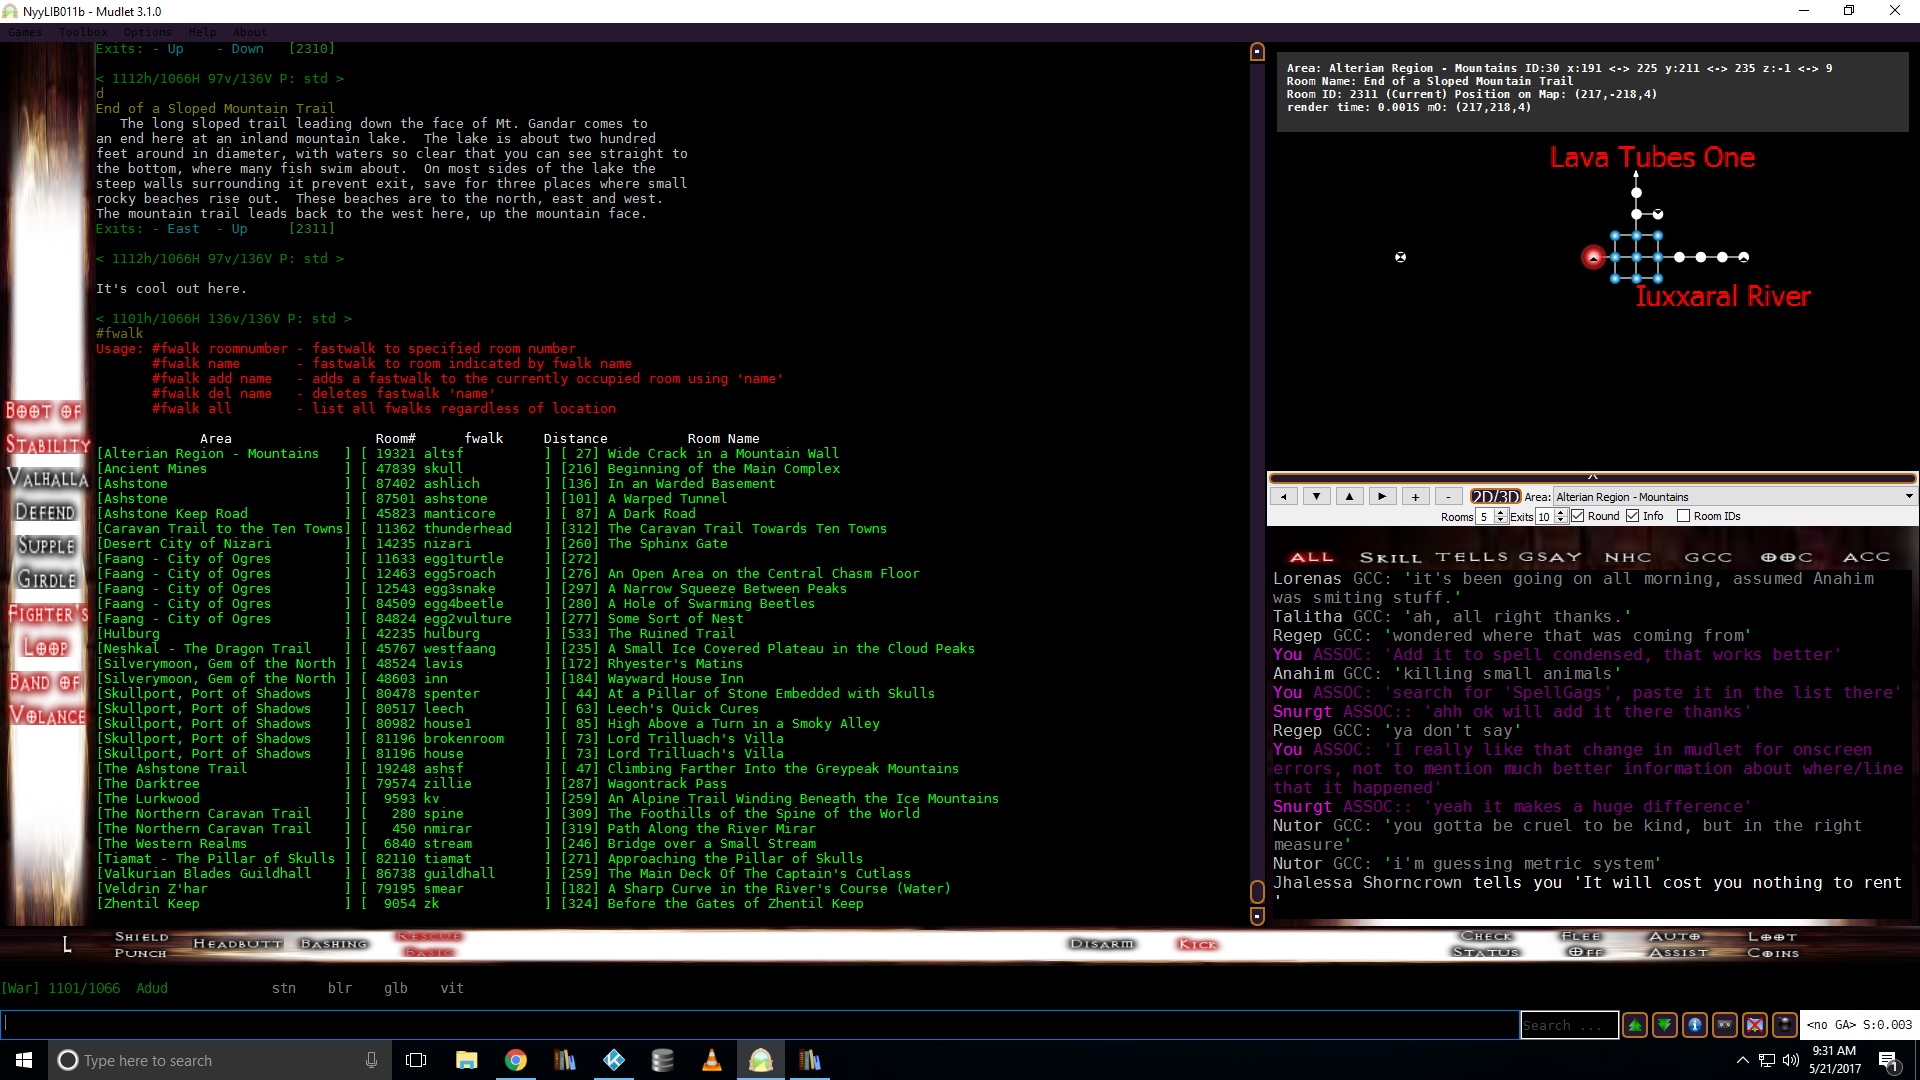 NyyLIB011b - Mudlet 3.1.0
Games Toolbox Options Help About
Exits: - Up    - Down   [2310]
< 1112h/1066H 97v/136V P: std >
d
End of a Sloped Mountain Trail
The long sloped trail leading down the face of Mt. Gandar comes to
an end here at an inland mountain lake.  The lake is about two hundred
feet around in diameter, with waters so clear that you can see straight to
the bottom, where many fish swim about.  On most sides of the lake the
steep walls surrounding it prevent exit, save for three places where small
rocky beaches rise out.  These beaches are to the north, east and west.
The mountain trail leads back to the west here, up the mountain face.
Exits: - East  - Up     [2311]
< 1112h/1066H 97v/136V P: std >
It's cool out here.
< 1101h/1066H 136v/136V P: std >
#fwalk
Usage: #fwalk roomnumber - fastwalk to specified room number
#fwalk name       - fastwalk to room indicated by fwalk name
#fwalk add name   - adds a fastwalk to the currently occupied room using 'name'
#fwalk del name   - deletes fastwalk 'name'
#fwalk all        - list all fwalks regardless of location
Area   Room#   fwalk   Distance   Room Name
[Alterian Region - Mountains   ] [ 19321 altsf          ] [ 27] Wide Crack in a Mountain Wall
[Ancient Mines                 ] [ 47839 skull          ] [216] Beginning of the Main Complex
[Ashstone                      ] [ 87402 ashlich        ] [136] In an Warded Basement
[Ashstone                      ] [ 87501 ashstone       ] [101] A Warped Tunnel
[Ashstone Keep Road            ] [ 45823 manticore      ] [ 87] A Dark Road
[Caravan Trail to the Ten Towns] [ 11362 thunderhead    ] [312] The Caravan Trail Towards Ten Towns
[Desert City of Nizari         ] [ 14235 nizari         ] [260] The Sphinx Gate
[Faang - City of Ogres         ] [ 11633 egg1turtle     ] [272]
[Faang - City of Ogres         ] [ 12463 egg5roach      ] [276] An Open Area on the Central Chasm Floor
[Faang - City of Ogres         ] [ 12543 egg3snake      ] [297] A Narrow Squeeze Between Peaks
[Faang - City of Ogres         ] [ 84509 egg4beetle     ] [280] A Hole of Swarming Beetles
[Faang - City of Ogres         ] [ 84824 egg2vulture    ] [277] Some Sort of Nest
[Hulburg                       ] [ 42235 hulburg        ] [533] The Ruined Trail
[Neshkal - The Dragon Trail    ] [ 45767 westfaang      ] [235] A Small Ice Covered Plateau in the Cloud Peaks
[Silverymoon, Gem of the North ] [ 48524 lavis          ] [172] Rhyester's Matins
[Silverymoon, Gem of the North ] [ 48603 inn            ] [184] Wayward House Inn
[Skullport, Port of Shadows    ] [ 80478 spenter        ] [ 44] At a Pillar of Stone Embedded with Skulls
[Skullport, Port of Shadows    ] [ 80517 leech          ] [ 63] Leech's Quick Cures
[Skullport, Port of Shadows    ] [ 80982 house1         ] [ 85] High Above a Turn in a Smoky Alley
[Skullport, Port of Shadows    ] [ 81196 brokenroom     ] [ 73] Lord Trilluach's Villa
[Skullport, Port of Shadows    ] [ 81196 house          ] [ 73] Lord Trilluach's Villa
[The Ashstone Trail            ] [ 19248 ashsf          ] [ 47] Climbing Farther Into the Greypeak Mountains
[The Darktree                  ] [ 79574 zillie         ] [287] Wagontrack Pass
[The Lurkwood                  ] [  9593 kv             ] [259] An Alpine Trail Winding Beneath the Ice Mountains
[The Northern Caravan Trail    ] [   280 spine          ] [309] The Foothills of the Spine of the World
[The Northern Caravan Trail    ] [   450 nmirar         ] [319] Path Along the River Mirar
[The Western Realms            ] [  6840 stream         ] [246] Bridge over a Small Stream
[Tiamat - The Pillar of Skulls ] [ 82110 tiamat         ] [271] Approaching the Pillar of Skulls
[Valkurian Blades Guildhall    ] [ 86738 guildhall      ] [259] The Main Deck Of The Captain's Cutlass
[Veldrin Z'har                 ] [ 79195 smear          ] [182] A Sharp Curve in the River's Course (Water)
[Zhentil Keep                  ] [  9054 zk             ] [324] Before the Gates of Zhentil Keep
Boot of
Stability
Valhalla
Defend
Supple
Girdle
Fighter's
Loop
Band of
Volance
Area: Alterian Region - Mountains ID:30 x:191 <-> 225 y:211 <-> 235 z:-1 <-> 9
Room Name: End of a Sloped Mountain Trail
Room ID: 2311 (Current) Position on Map: (217,-218,4)
render time: 0.001S mO: (217,218,4)
Lava Tubes One
Iuxxaral River
+ - 2D/3D Area: Alterian Region - Mountains
Rooms 5 Exits 10 Round Info Room IDs
All Skill Tells Gsay NHC GCC OOC ACC
Lorenas GCC: 'it's been going on all morning, assumed Anahim
was smiting stuff.'
Talitha GCC: 'ah, all right thanks.'
Regep GCC: 'wondered where that was coming from'
You ASSOC: 'Add it to spell condensed, that works better'
Anahim GCC: 'killing small animals'
You ASSOC: 'search for 'SpellGags', paste it in the list there'
Snurgt ASSOC:: 'ahh ok will add it there thanks'
Regep GCC: 'ya don't say'
You ASSOC: 'I really like that change in mudlet for onscreen
errors, not to mention much better information about where/line
that it happened'
Snurgt ASSOC:: 'yeah it makes a huge difference'
Nutor GCC: 'you gotta be cruel to be kind, but in the right
measure'
Nutor GCC: 'i'm guessing metric system'
Jhalessa Shorncrown tells you 'It will cost you nothing to rent
'
L
Shield
Punch
Headbutt
Bashing
Rescue
Basic
Disarm
Kick
Check
Status
Flee
Off
Auto
Assist
Loot
Coins
[War] 1101/1066  Adud   stn blr glb vit
Search ...
<no GA> S:0.003
Type here to search
9:31 AM
5/21/2017
1